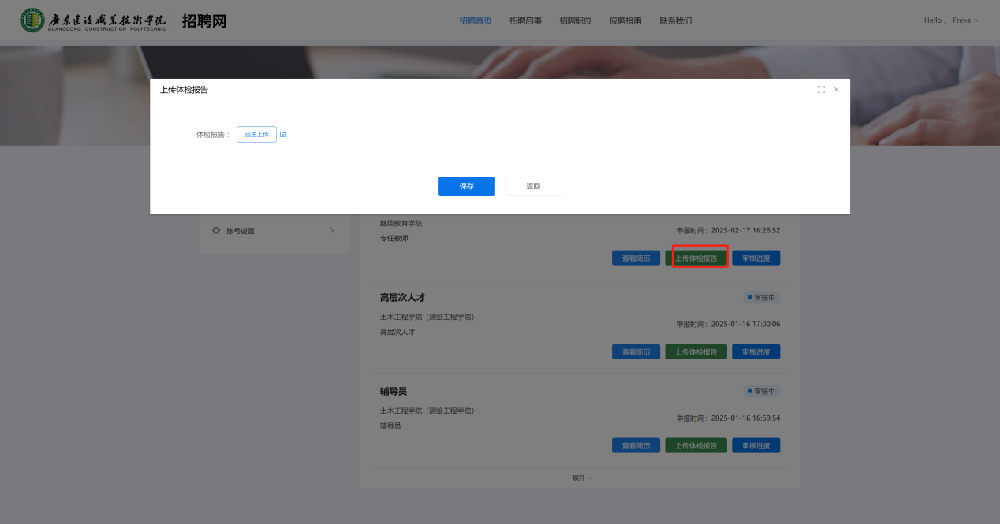 广东建设职业技术学院
GUANGDONG CONSTRUCTION POLYTECHNIC
招聘网
招聘首页 招聘启事 招聘职位 应聘指南 联系我们
Hello， Freya
上传体检报告
体检报告： 点击上传
保存 返回
账号设置
继续教育学院
专任教师
申报时间：2025-02-17 16:26:52
查看简历 上传体检报告 审核进度
高层次人才
审核中
土木工程学院（测绘工程学院）
高层次人才
申报时间：2025-01-16 17:00:06
查看简历 上传体检报告 审核进度
辅导员
审核中
土木工程学院（测绘工程学院）
辅导员
申报时间：2025-01-16 16:59:54
查看简历 上传体检报告 审核进度
展开